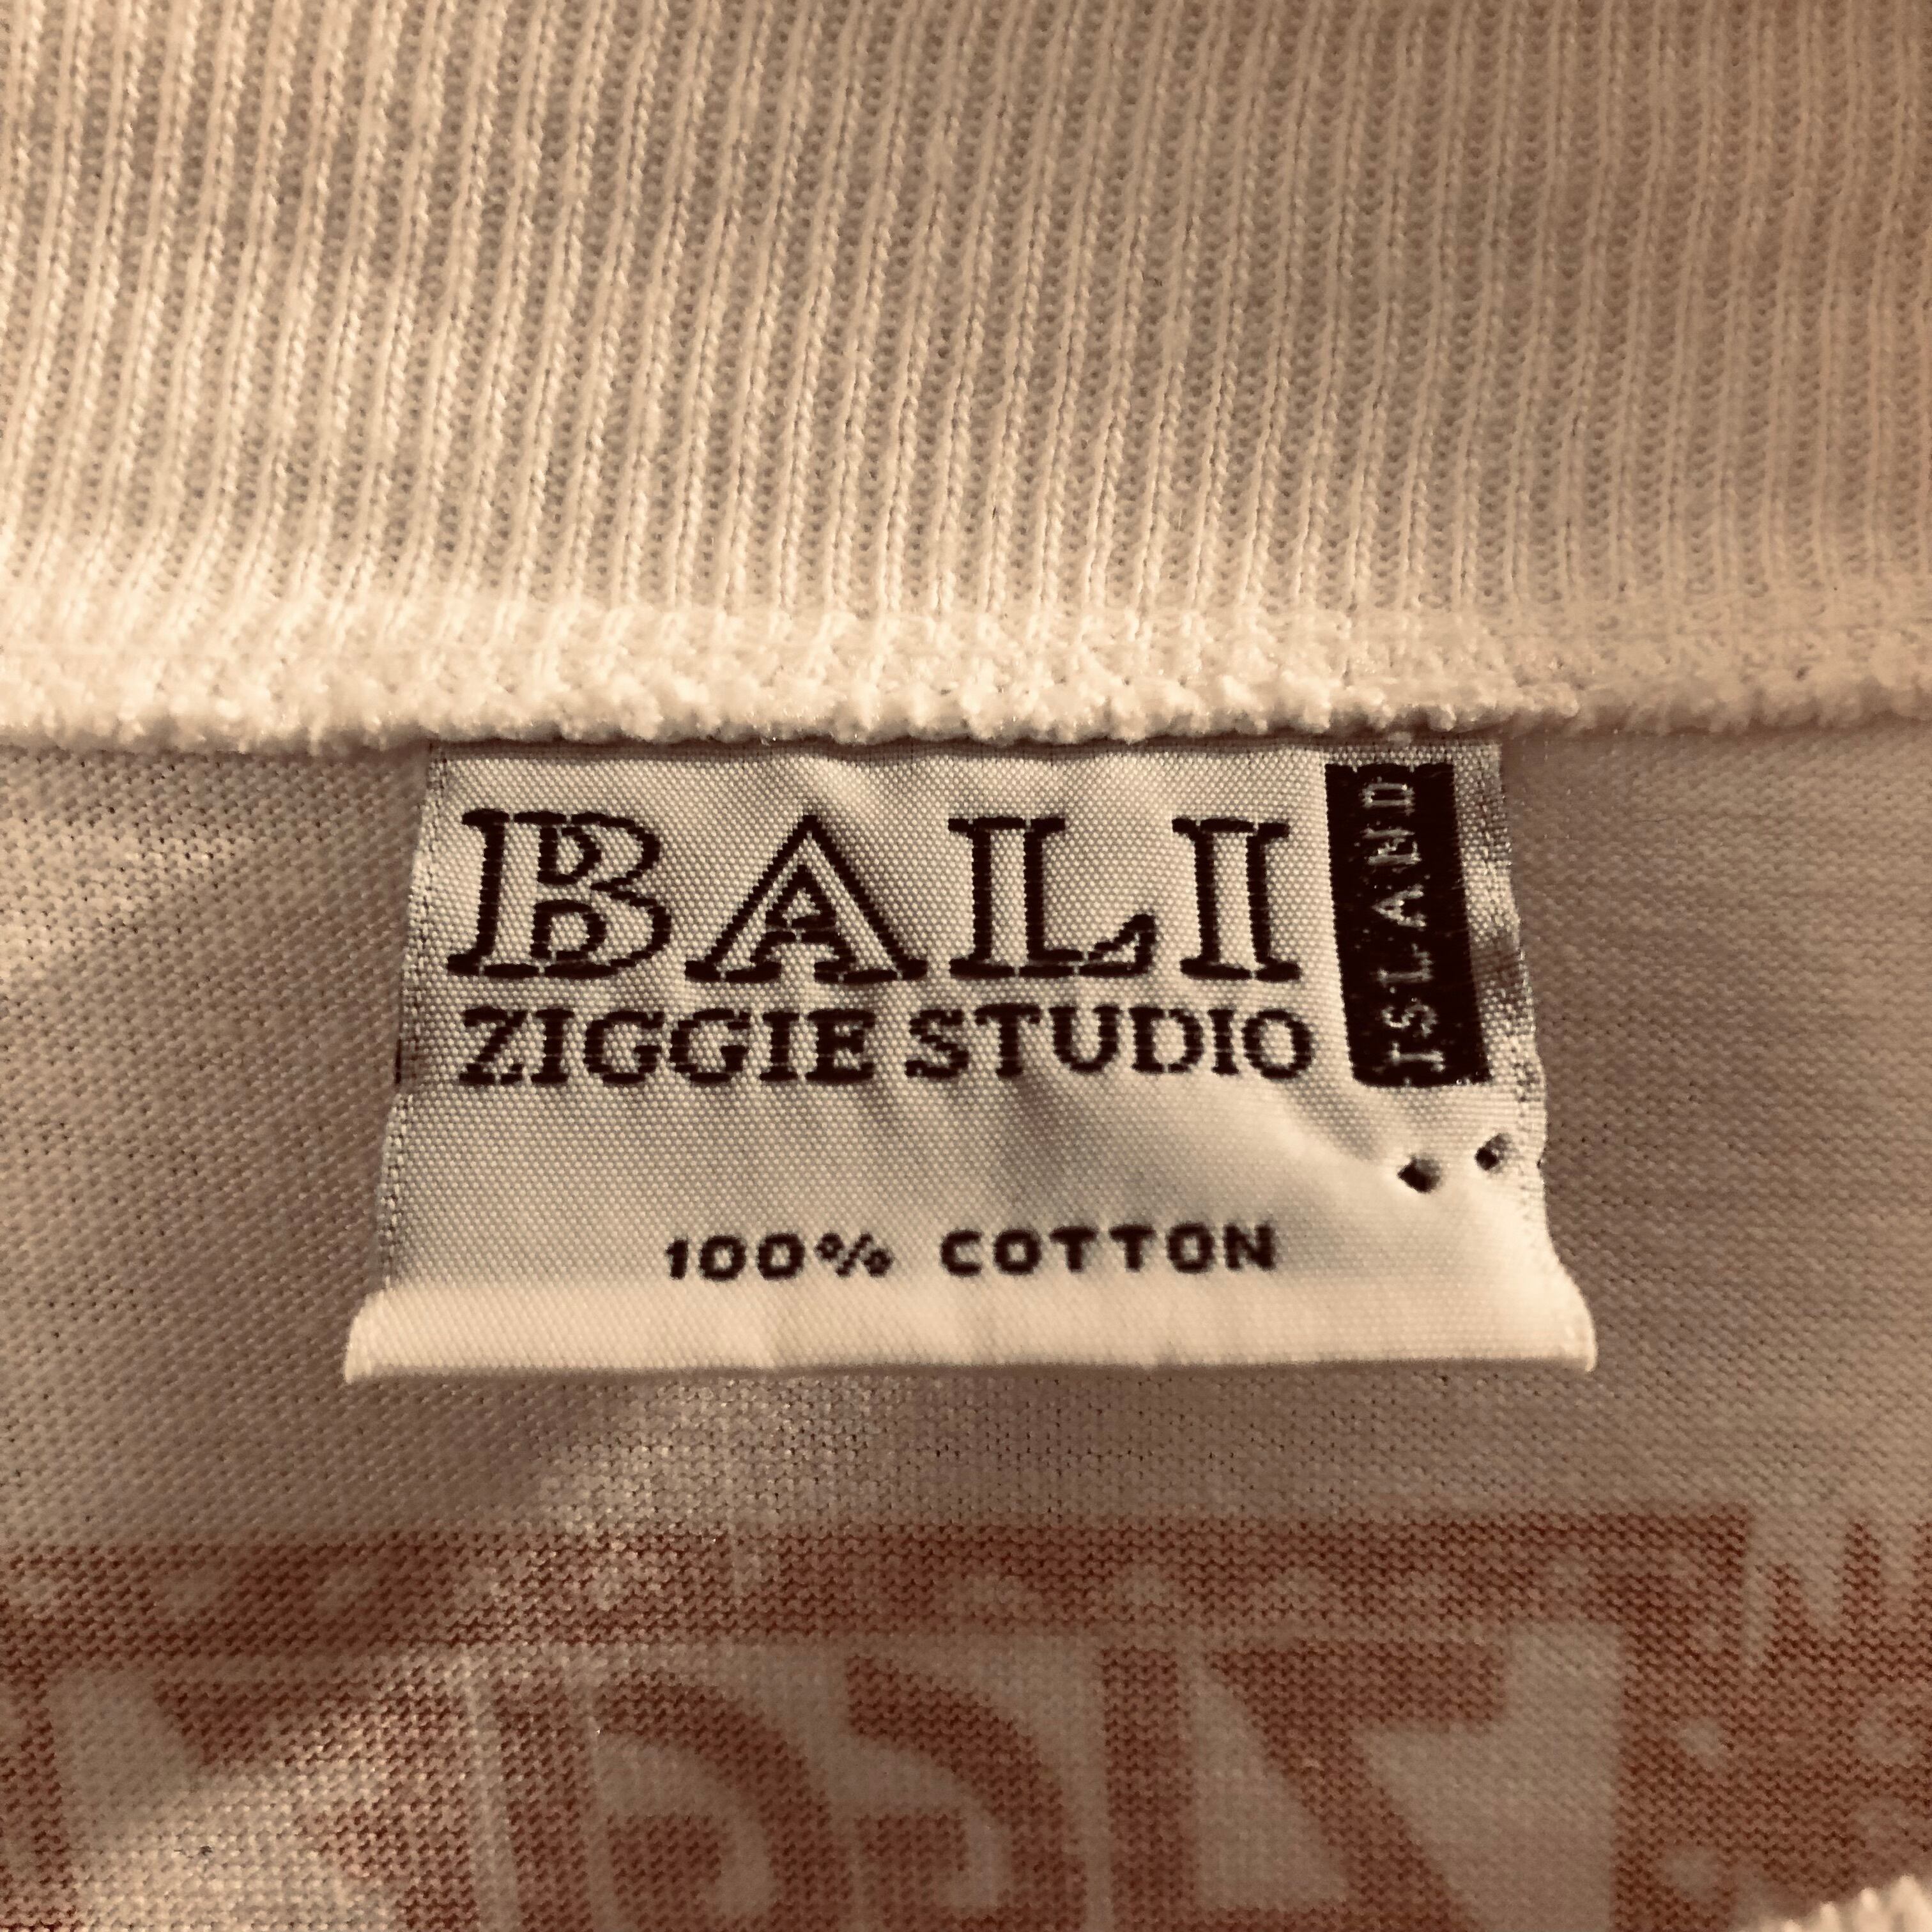 BALI
ISLAND
ZIGGIE STUDIO
100% COTTON